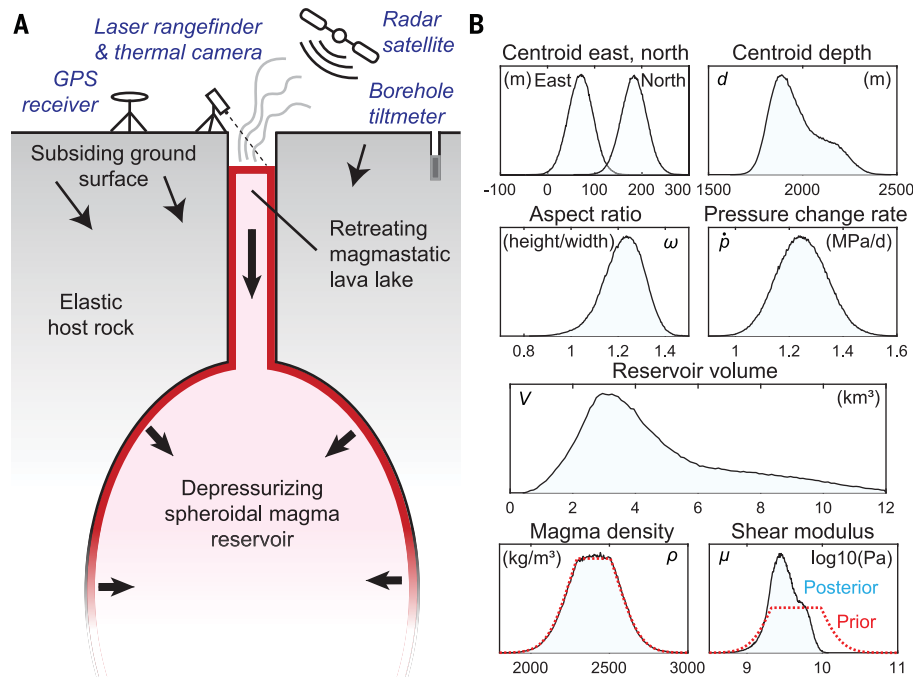 A
Laser rangefinder
& thermal camera
Radar
satellite
GPS
receiver
Borehole
tiltmeter
Subsiding ground
surface
Retreating
magmastatic
lava lake
Elastic
host rock
Depressurizing
spheroidal magma
reservoir
B
Centroid east, north
(m) East North
-100 0 100 200 300
Centroid depth
d (m)
1500 2000 2500
Aspect ratio
(height/width) ω
0.8 1 1.2 1.4
Pressure change rate
ṗ (MPa/d)
1 1.2 1.4 1.6
Reservoir volume
V (km³)
0 2 4 6 8 10 12
Magma density
(kg/m³) ρ
2000 2500 3000
Shear modulus
μ log10(Pa)
Posterior
Prior
9 10 11